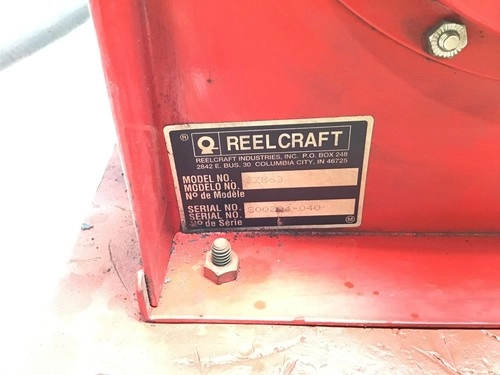 ® REELCRAFT
REELCRAFT INDUSTRIES, INC. P.O. BOX 248
2842 E. BUS. 30 COLUMBIA CITY, IN 46725
MODEL NO.
MODELO NO.
Nº de Modèle
SERIAL NO.
SERIAL NO.
Nº de Série
M